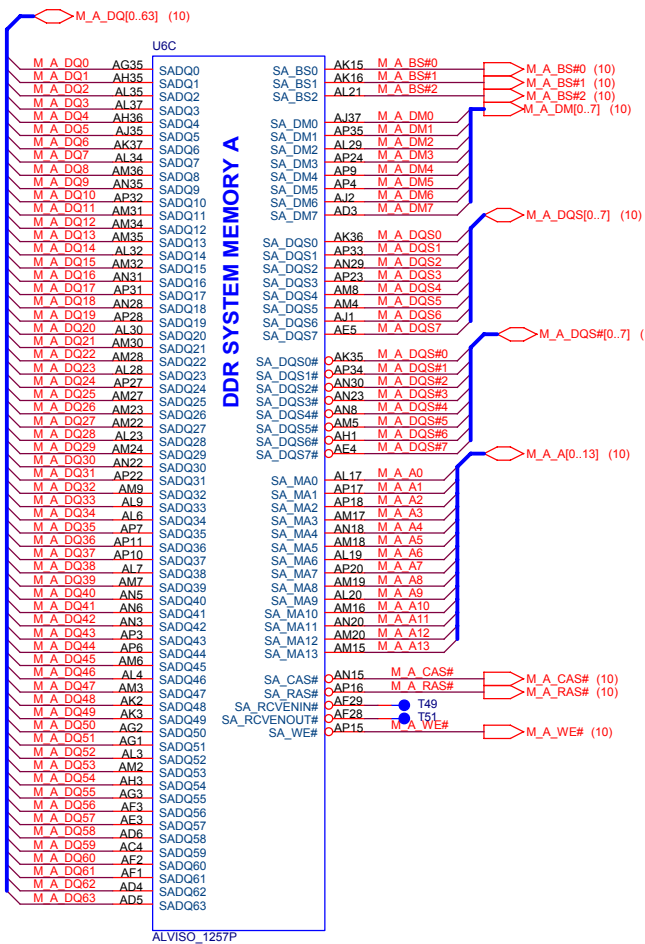 M_A_DQ[0..63] (10)
U6C
M_A_DQ0 AG35 SADQ0
M_A_DQ1 AH35 SADQ1
M_A_DQ2 AL35 SADQ2
M_A_DQ3 AL37 SADQ3
M_A_DQ4 AH36 SADQ4
M_A_DQ5 AJ35 SADQ5
M_A_DQ6 AK37 SADQ6
M_A_DQ7 AL34 SADQ7
M_A_DQ8 AM36 SADQ8
M_A_DQ9 AN35 SADQ9
M_A_DQ10 AP32 SADQ10
M_A_DQ11 AM31 SADQ11
M_A_DQ12 AM34 SADQ12
M_A_DQ13 AM35 SADQ13
M_A_DQ14 AL32 SADQ14
M_A_DQ15 AM32 SADQ15
M_A_DQ16 AN31 SADQ16
M_A_DQ17 AP31 SADQ17
M_A_DQ18 AN28 SADQ18
M_A_DQ19 AP28 SADQ19
M_A_DQ20 AL30 SADQ20
M_A_DQ21 AM30 SADQ21
M_A_DQ22 AM28 SADQ22
M_A_DQ23 AL28 SADQ23
M_A_DQ24 AP27 SADQ24
M_A_DQ25 AM27 SADQ25
M_A_DQ26 AM23 SADQ26
M_A_DQ27 AM22 SADQ27
M_A_DQ28 AL23 SADQ28
M_A_DQ29 AM24 SADQ29
M_A_DQ30 AN22 SADQ30
M_A_DQ31 AP22 SADQ31
M_A_DQ32 AM9 SADQ32
M_A_DQ33 AL9 SADQ33
M_A_DQ34 AL6 SADQ34
M_A_DQ35 AP7 SADQ35
M_A_DQ36 AP11 SADQ36
M_A_DQ37 AP10 SADQ37
M_A_DQ38 AL7 SADQ38
M_A_DQ39 AM7 SADQ39
M_A_DQ40 AN5 SADQ40
M_A_DQ41 AN6 SADQ41
M_A_DQ42 AN3 SADQ42
M_A_DQ43 AP3 SADQ43
M_A_DQ44 AP6 SADQ44
M_A_DQ45 AM6 SADQ45
M_A_DQ46 AL4 SADQ46
M_A_DQ47 AM3 SADQ47
M_A_DQ48 AK2 SADQ48
M_A_DQ49 AK3 SADQ49
M_A_DQ50 AG2 SADQ50
M_A_DQ51 AG1 SADQ51
M_A_DQ52 AL3 SADQ52
M_A_DQ53 AM2 SADQ53
M_A_DQ54 AH3 SADQ54
M_A_DQ55 AG3 SADQ55
M_A_DQ56 AF3 SADQ56
M_A_DQ57 AE3 SADQ57
M_A_DQ58 AD6 SADQ58
M_A_DQ59 AC4 SADQ59
M_A_DQ60 AF2 SADQ60
M_A_DQ61 AF1 SADQ61
M_A_DQ62 AD4 SADQ62
M_A_DQ63 AD5 SADQ63
DDR SYSTEM MEMORY A
SA_BS0 AK15 M_A_BS#0 M_A_BS#0 (10)
SA_BS1 AK16 M_A_BS#1 M_A_BS#1 (10)
SA_BS2 AL21 M_A_BS#2 M_A_BS#2 (10)
M_A_DM[0..7] (10)
SA_DM0 AJ37 M_A_DM0
SA_DM1 AP35 M_A_DM1
SA_DM2 AL29 M_A_DM2
SA_DM3 AP24 M_A_DM3
SA_DM4 AP9 M_A_DM4
SA_DM5 AP4 M_A_DM5
SA_DM6 AJ2 M_A_DM6
SA_DM7 AD3 M_A_DM7
M_A_DQS[0..7] (10)
SA_DQS0 AK36 M_A_DQS0
SA_DQS1 AP33 M_A_DQS1
SA_DQS2 AN29 M_A_DQS2
SA_DQS3 AP23 M_A_DQS3
SA_DQS4 AM8 M_A_DQS4
SA_DQS5 AM4 M_A_DQS5
SA_DQS6 AJ1 M_A_DQS6
SA_DQS7 AE5 M_A_DQS7
M_A_DQS#[0..7] (
SA_DQS0# AK35 M_A_DQS#0
SA_DQS1# AP34 M_A_DQS#1
SA_DQS2# AN30 M_A_DQS#2
SA_DQS3# AN23 M_A_DQS#3
SA_DQS4# AN8 M_A_DQS#4
SA_DQS5# AM5 M_A_DQS#5
SA_DQS6# AH1 M_A_DQS#6
SA_DQS7# AE4 M_A_DQS#7
M_A_A[0..13] (10)
SA_MA0 AL17 M_A_A0
SA_MA1 AP17 M_A_A1
SA_MA2 AP18 M_A_A2
SA_MA3 AM17 M_A_A3
SA_MA4 AN18 M_A_A4
SA_MA5 AM18 M_A_A5
SA_MA6 AL19 M_A_A6
SA_MA7 AP20 M_A_A7
SA_MA8 AM19 M_A_A8
SA_MA9 AL20 M_A_A9
SA_MA10 AM16 M_A_A10
SA_MA11 AN20 M_A_A11
SA_MA12 AM20 M_A_A12
SA_MA13 AM15 M_A_A13
SA_CAS# AN15 M_A_CAS# M_A_CAS# (10)
SA_RAS# AP16 M_A_RAS# M_A_RAS# (10)
SA_RCVENIN# AF29 T49
SA_RCVENOUT# AF28 T51
SA_WE# AP15 M_A_WE# M_A_WE# (10)
ALVISO_1257P